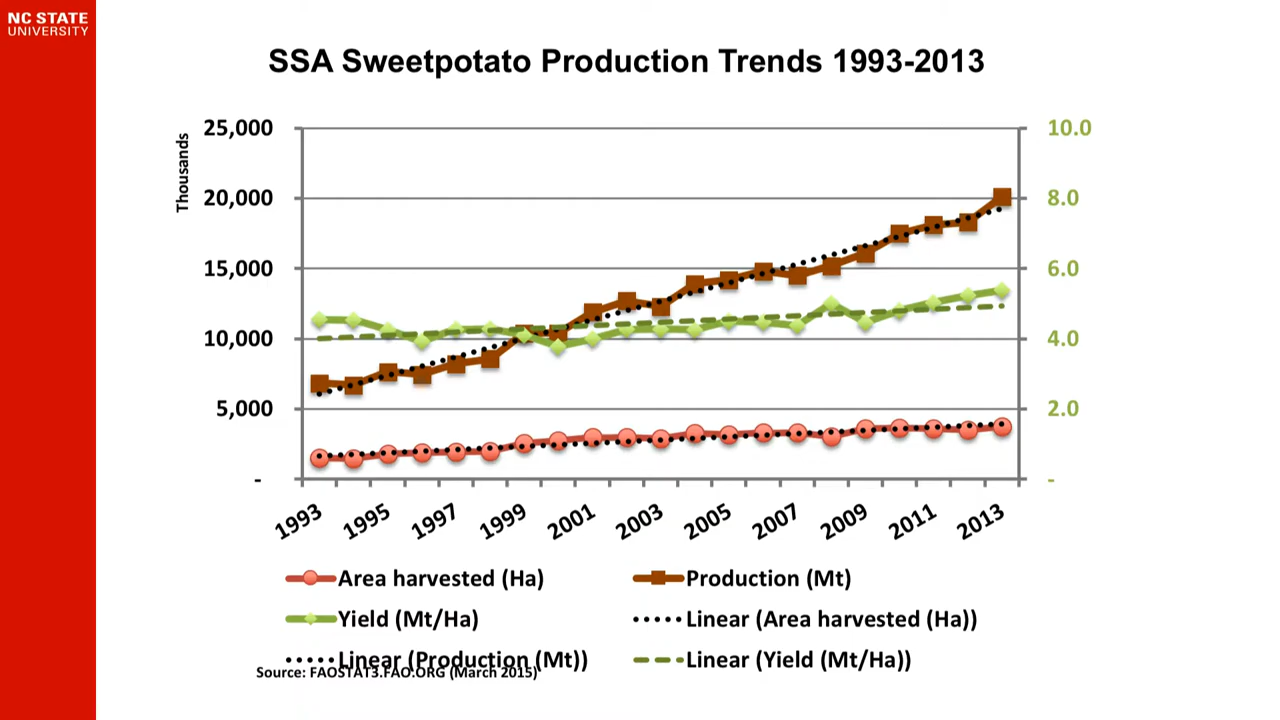 NC STATE
UNIVERSITY
SSA Sweetpotato Production Trends 1993-2013
Thousands
25,000
20,000
15,000
10,000
5,000
-
10.0
8.0
6.0
4.0
2.0
-
1993 1995 1997 1999 2001 2003 2005 2007 2009 2011 2013
Area harvested (Ha) Production (Mt)
Yield (Mt/Ha) Linear (Area harvested (Ha))
Linear (Production (Mt)) Linear (Yield (Mt/Ha))
Source: FAOSTAT3.FAO.ORG (March 2015)